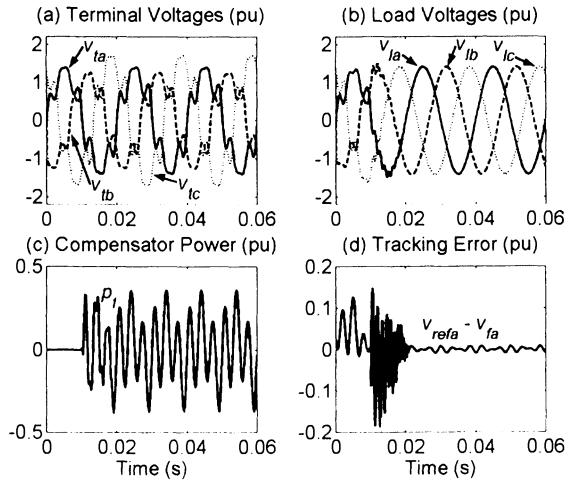 (a) Terminal Voltages (pu)
2
1
0
-1
-2
v_ta
v_tb
v_tc
0
0.02
0.04
0.06
(b) Load Voltages (pu)
2
1
0
-1
-2
v_la
v_lb
v_lc
0
0.02
0.04
0.06
(c) Compensator Power (pu)
0.5
0
-0.5
p_f
0
0.02
0.04
0.06
Time (s)
(d) Tracking Error (pu)
0.2
0.1
0
-0.1
-0.2
v_refa - v_fa
0
0.02
0.04
0.06
Time (s)